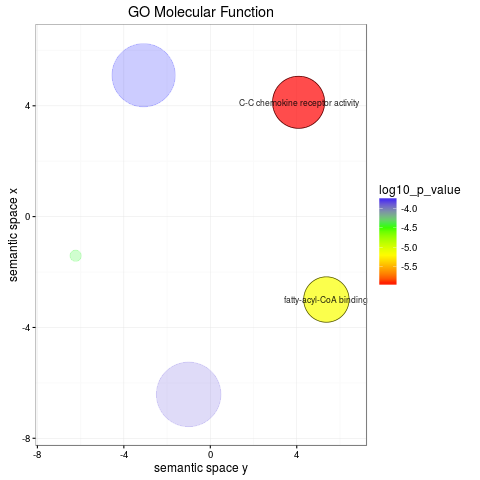 GO Molecular Function
C-C chemokine receptor activity
fatty-acyl-CoA binding
semantic space x
4
0
-4
-8
-8
-4
0
4
semantic space y
log10_p_value
-4.0
-4.5
-5.0
-5.5